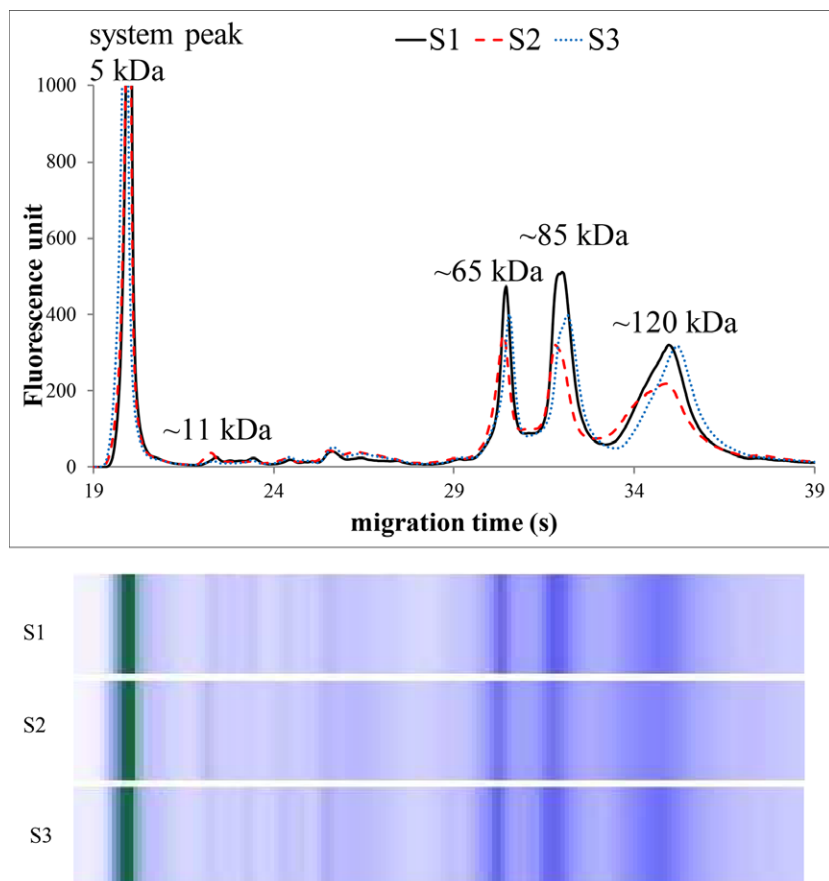 system peak
5 kDa
S1 S2 S3
1000
800
600
400
200
0
Fluorescence unit
~11 kDa
~65 kDa
~85 kDa
~120 kDa
19 24 29 34 39
migration time (s)
S1
S2
S3